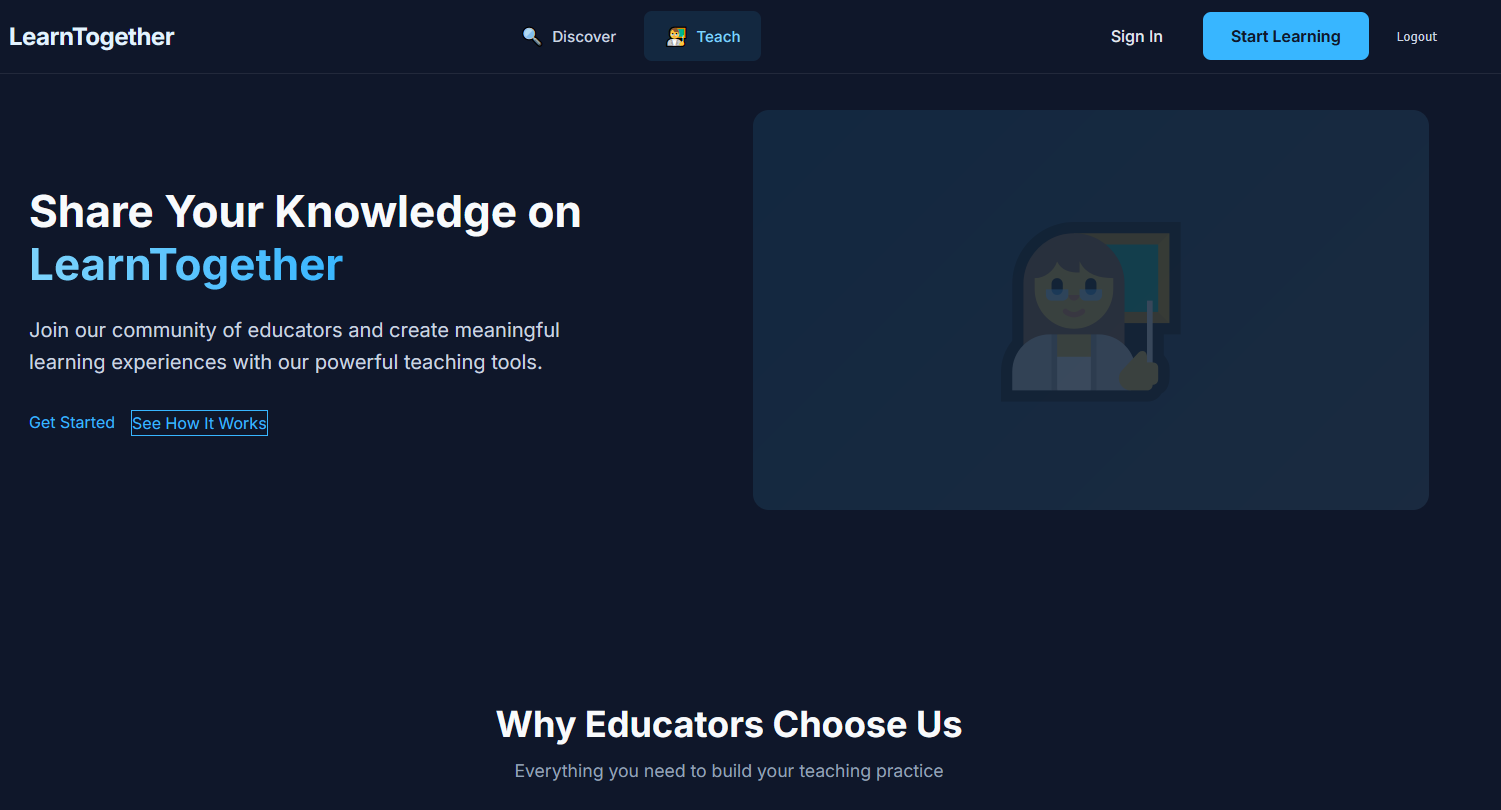 LearnTogether
Discover
Teach
Sign In
Start Learning
Logout
Share Your Knowledge on
LearnTogether
Join our community of educators and create meaningful
learning experiences with our powerful teaching tools.
Get Started
See How It Works
Why Educators Choose Us
Everything you need to build your teaching practice